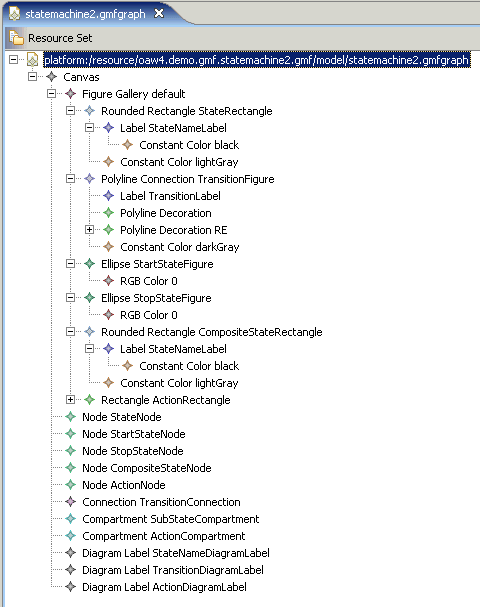 statemachine2.gmfgraph
Resource Set
platform:/resource/oaw4.demo.gmf.statemachine2.gmf/model/statemachine2.gmfgraph
Canvas
Figure Gallery default
Rounded Rectangle StateRectangle
Label StateNameLabel
Constant Color black
Constant Color lightGray
Polyline Connection TransitionFigure
Label TransitionLabel
Polyline Decoration
Polyline Decoration RE
Constant Color darkGray
Ellipse StartStateFigure
RGB Color 0
Ellipse StopStateFigure
RGB Color 0
Rounded Rectangle CompositeStateRectangle
Label StateNameLabel
Constant Color black
Constant Color lightGray
Rectangle ActionRectangle
Node StateNode
Node StartStateNode
Node StopStateNode
Node CompositeStateNode
Node ActionNode
Connection TransitionConnection
Compartment SubStateCompartment
Compartment ActionCompartment
Diagram Label StateNameDiagramLabel
Diagram Label TransitionDiagramLabel
Diagram Label ActionDiagramLabel